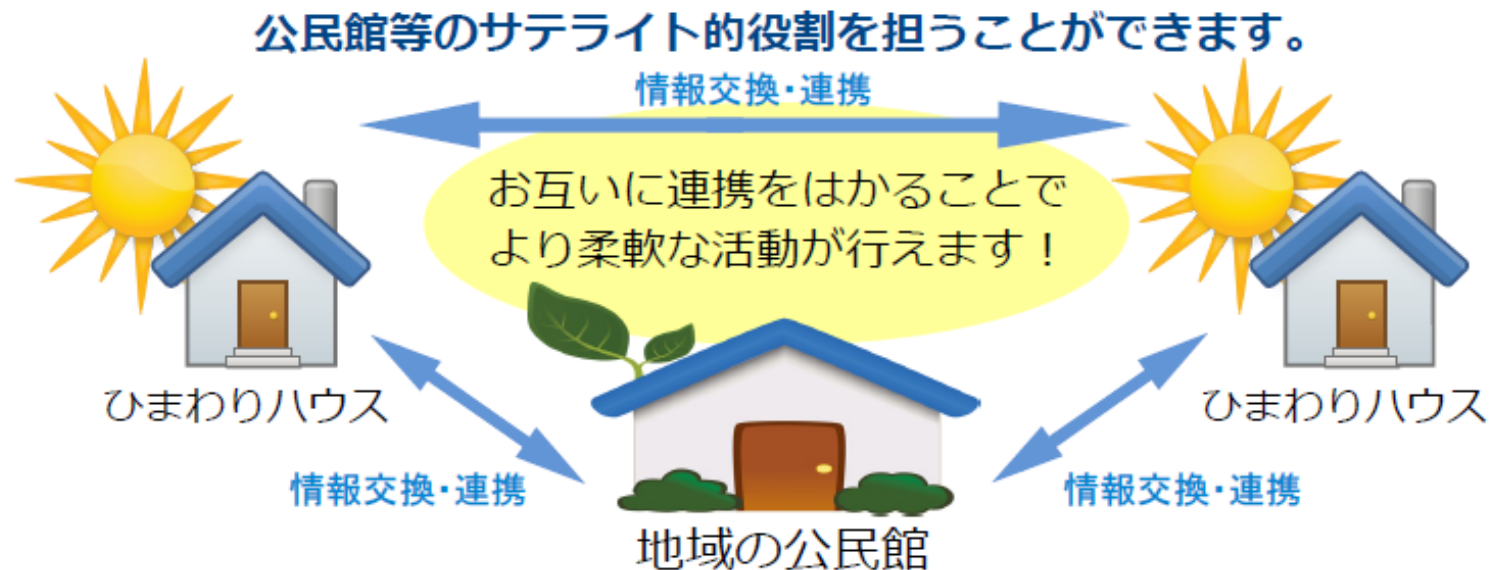 公民館等のサテライト的役割を担うことができます。
情報交換・連携
お互いに連携をはかることで
より柔軟な活動が行えます！
ひまわりハウス
ひまわりハウス
情報交換・連携
情報交換・連携
地域の公民館